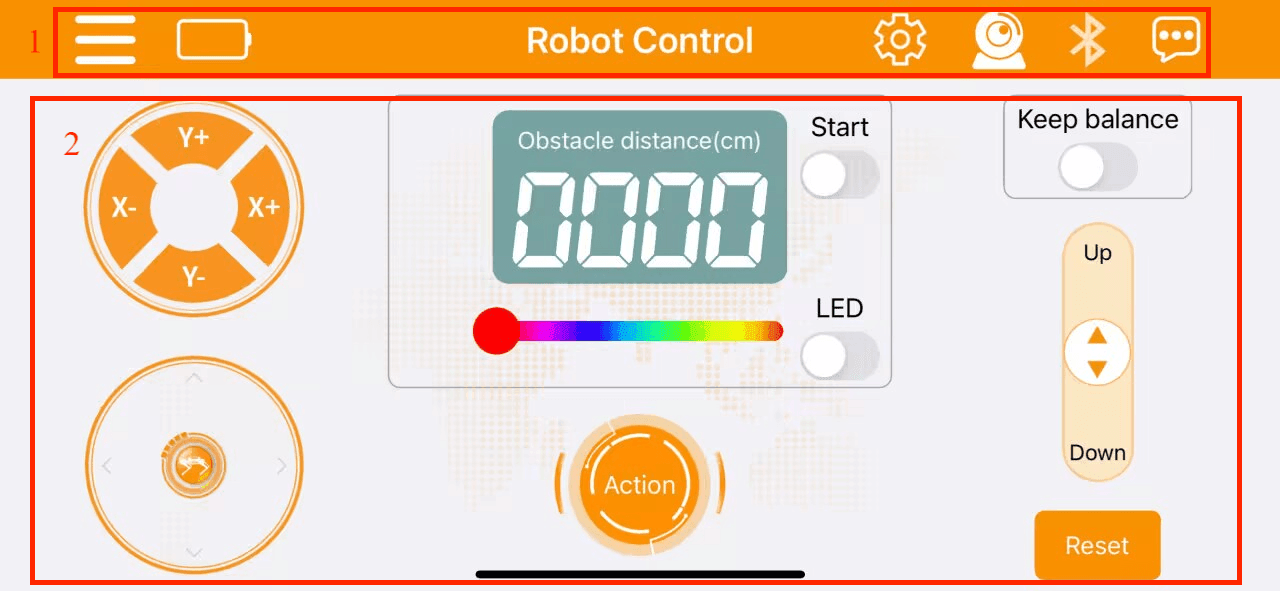 1
Robot Control
2
Y+
X-
X+
Y-
Obstacle distance(cm)
0000
Start
LED
Keep balance
Up
Down
Action
Reset